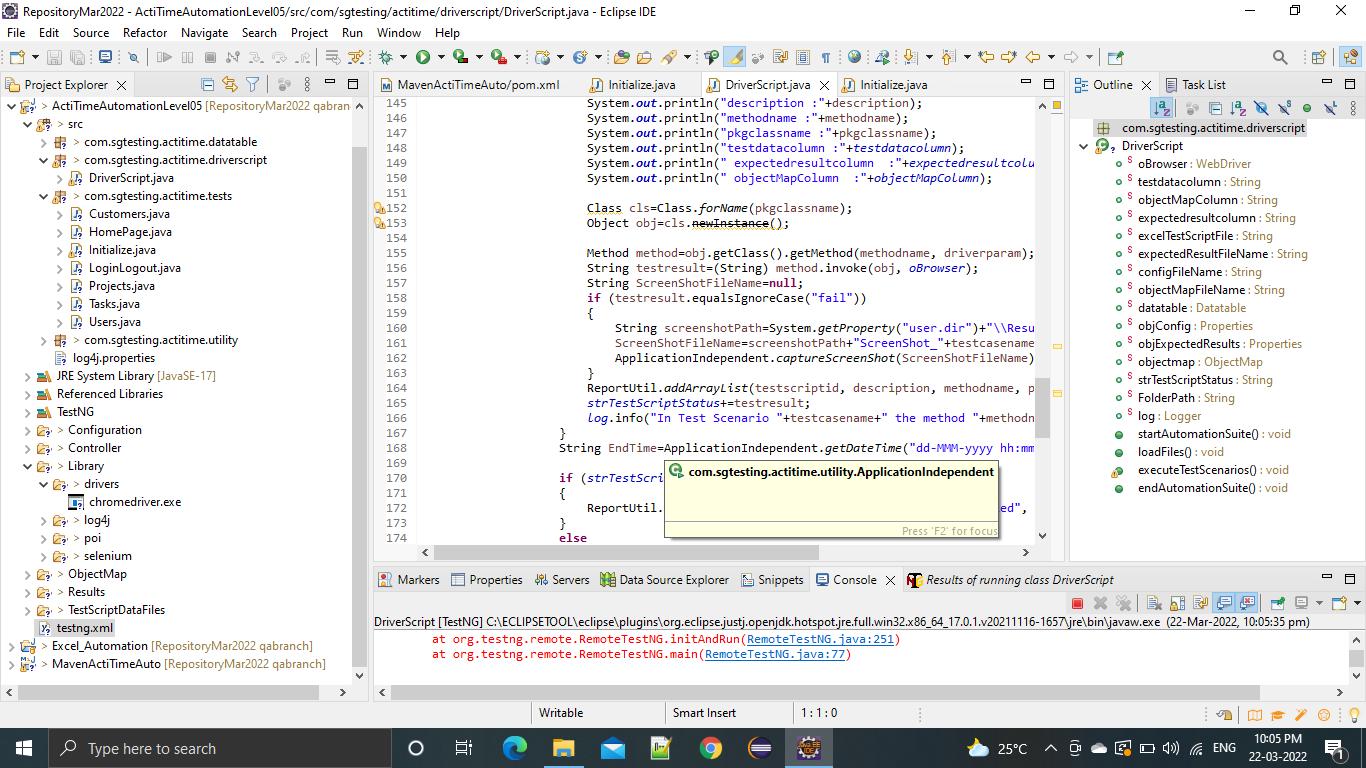 RepositoryMar2022 - ActiTimeAutomationLevel05/src/com/sgtesting/actitime/driverscript/DriverScript.java - Eclipse IDE
File Edit Source Refactor Navigate Search Project Run Window Help
Project Explorer
MavenActiTimeAuto/pom.xml Initialize.java DriverScript.java Initialize.java
Outline Task List
> ActiTimeAutomationLevel05 [RepositoryMar2022 qabran
> src
> com.sgtesting.actitime.datatable
> com.sgtesting.actitime.driverscript
DriverScript.java
> com.sgtesting.actitime.tests
Customers.java
HomePage.java
Initialize.java
LoginLogout.java
Projects.java
Tasks.java
Users.java
> com.sgtesting.actitime.utility
log4j.properties
JRE System Library [JavaSE-17]
Referenced Libraries
TestNG
> Configuration
> Controller
> Library
> drivers
chromedriver.exe
> log4j
> poi
> selenium
> ObjectMap
> Results
> TestScriptDataFiles
testng.xml
> Excel_Automation [RepositoryMar2022 qabranch]
> MavenActiTimeAuto [RepositoryMar2022 qabranch]
145 System.out.println("description :"+description);
146 System.out.println("methodname :"+methodname);
147 System.out.println("pkgclassname :"+pkgclassname);
148 System.out.println("testdatacolumn :"+testdatacolumn);
149 System.out.println(" expectedresultcolumn  :"+expectedresultcolu
150 System.out.println(" objectMapColumn  :"+objectMapColumn);
151
152 Class cls=Class.forName(pkgclassname);
153 Object obj=cls.newInstance();
154
155 Method method=obj.getClass().getMethod(methodname, driverparam);
156 String testresult=(String) method.invoke(obj, oBrowser);
157 String ScreenShotFileName=null;
158 if (testresult.equalsIgnoreCase("fail"))
159 {
160 String screenshotPath=System.getProperty("user.dir")+"\\Resu
161 ScreenShotFileName=screenshotPath+"ScreenShot_"+testcasename
162 ApplicationIndependent.captureScreenShot(ScreenShotFileName)
163 }
164 ReportUtil.addArrayList(testscriptid, description, methodname, p
165 strTestScriptStatus+=testresult;
166 log.info("In Test Scenario "+testcasename+" the method "+methodn
167 }
168 String EndTime=ApplicationIndependent.getDateTime("dd-MMM-yyyy hh:mm
169
170 if (strTestScri
171 {
172 ReportUtil. ed",
173 }
174 else
com.sgtesting.actitime.utility.ApplicationIndependent
Press 'F2' for focus
com.sgtesting.actitime.driverscript
DriverScript
oBrowser : WebDriver
testdatacolumn : String
objectMapColumn : String
expectedresultcolumn : String
excelTestScriptFile : String
expectedResultFileName : String
configFileName : String
objectMapFileName : String
datatable : Datatable
objConfig : Properties
objExpectedResults : Properties
objectmap : ObjectMap
strTestScriptStatus : String
FolderPath : String
log : Logger
startAutomationSuite() : void
loadFiles() : void
executeTestScenarios() : void
endAutomationSuite() : void
Markers Properties Servers Data Source Explorer Snippets Console Results of running class DriverScript
DriverScript [TestNG] C:\ECLIPSETOOL\eclipse\plugins\org.eclipse.justj.openjdk.hotspot.jre.full.win32.x86_64_17.0.1.v20211116-1657\jre\bin\javaw.exe (22-Mar-2022, 10:05:35 pm)
at org.testng.remote.RemoteTestNG.initAndRun(RemoteTestNG.java:251)
at org.testng.remote.RemoteTestNG.main(RemoteTestNG.java:77)
Writable Smart Insert 1 : 1 : 0
Type here to search
25°C ENG 10:05 PM
22-03-2022 1